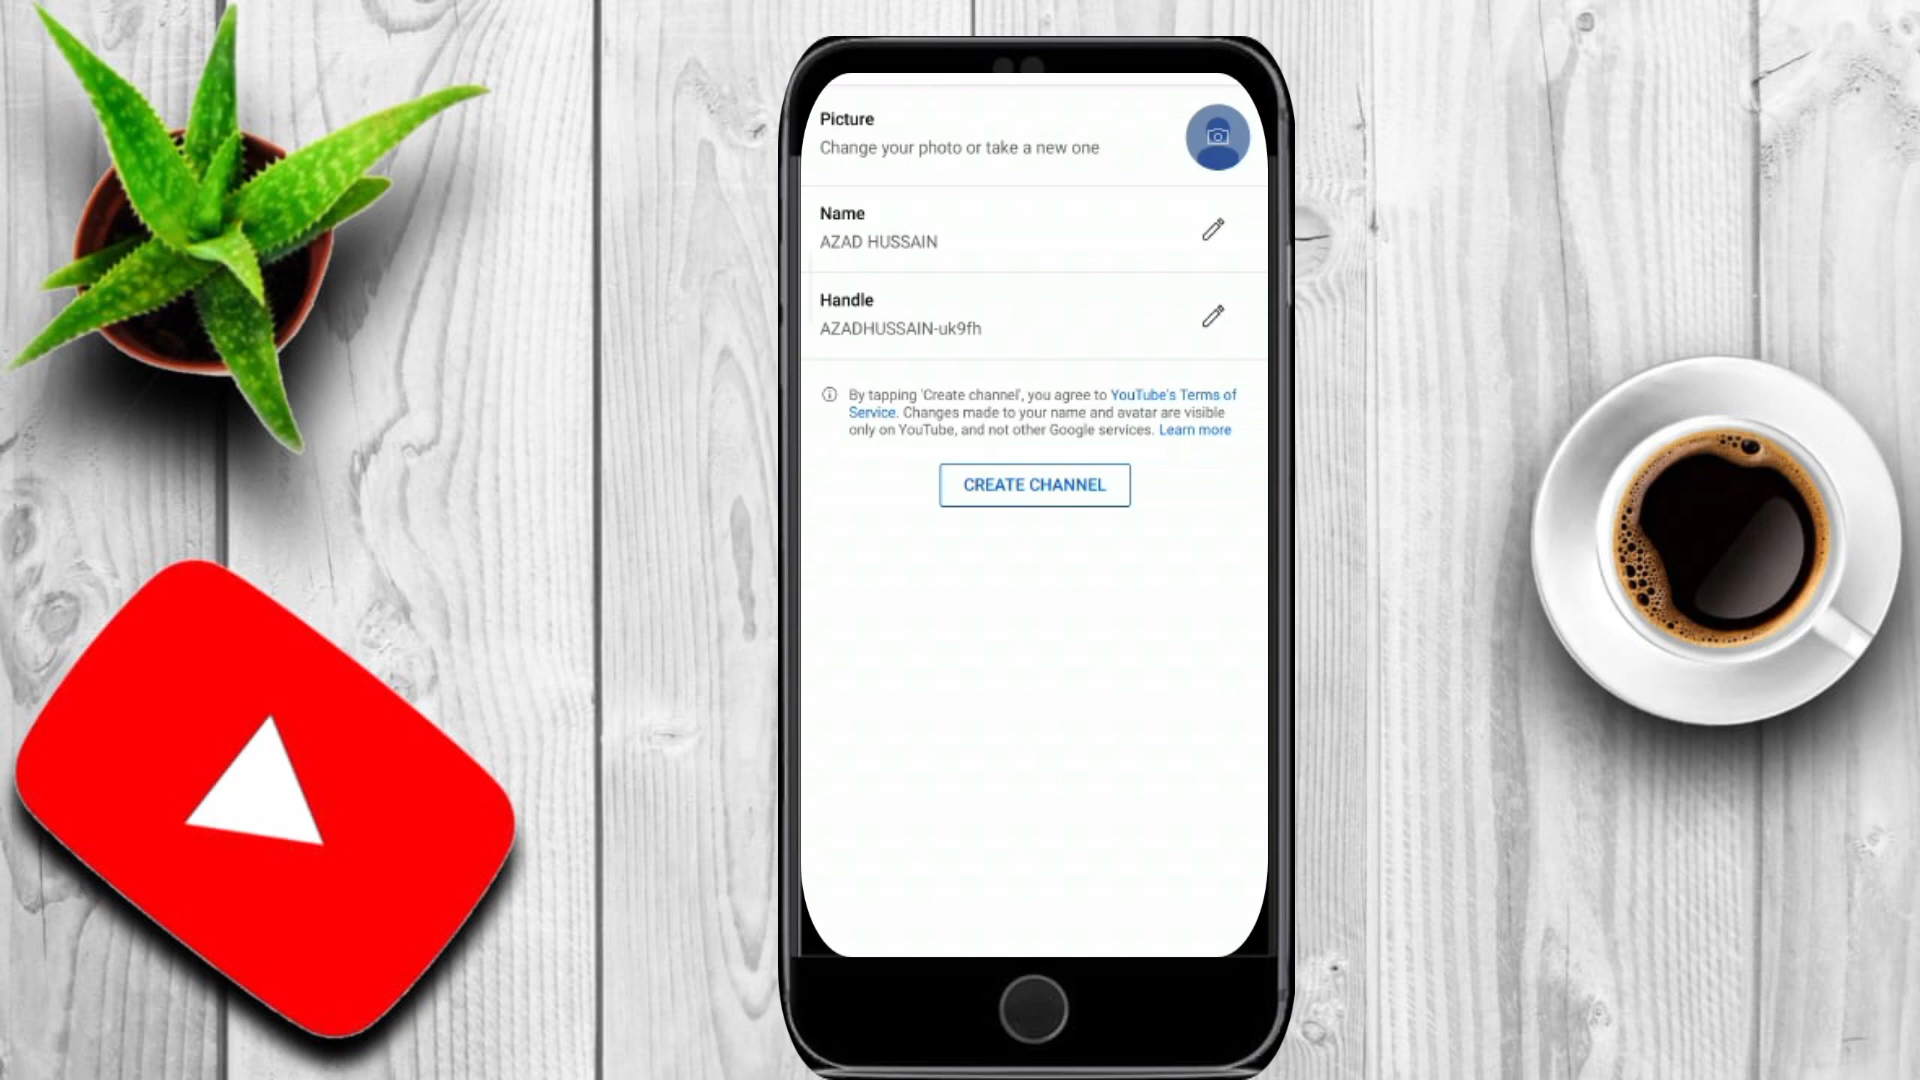 Picture
Change your photo or take a new one
Name
AZAD HUSSAIN
Handle
AZADHUSSAIN-uk9fh
By tapping 'Create channel', you agree to YouTube's Terms of
Service. Changes made to your name and avatar are visible
only on YouTube, and not other Google services. Learn more
CREATE CHANNEL